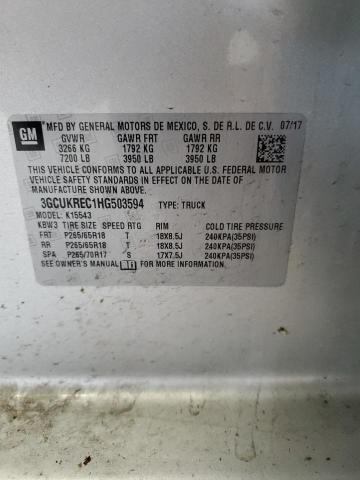 GM
MFD BY GENERAL MOTORS DE MEXICO, S. DE R.L. DE C.V. 07/17
GVWR GAWR FRT GAWR RR
3266 KG 1792 KG 1792 KG
7200 LB 3950 LB 3950 LB
THIS VEHICLE CONFORMS TO ALL APPLICABLE U.S. FEDERAL MOTOR
VEHICLE SAFETY STANDARDS IN EFFECT ON THE DATE OF
MANUFACTURE SHOWN ABOVE.
3GCUKREC1HG503594 TYPE: TRUCK
MODEL: K15543
KBW3 TIRE SIZE SPEED RTG RIM COLD TIRE PRESSURE
FRT P265/65R18 T 18X8.5J 240KPA(35PSI)
RR P265/65R18 T 18X8.5J 240KPA(35PSI)
SPA P265/70R17 S 17X7.5J 240KPA(35PSI)
SEE OWNER'S MANUAL FOR MORE INFORMATION.